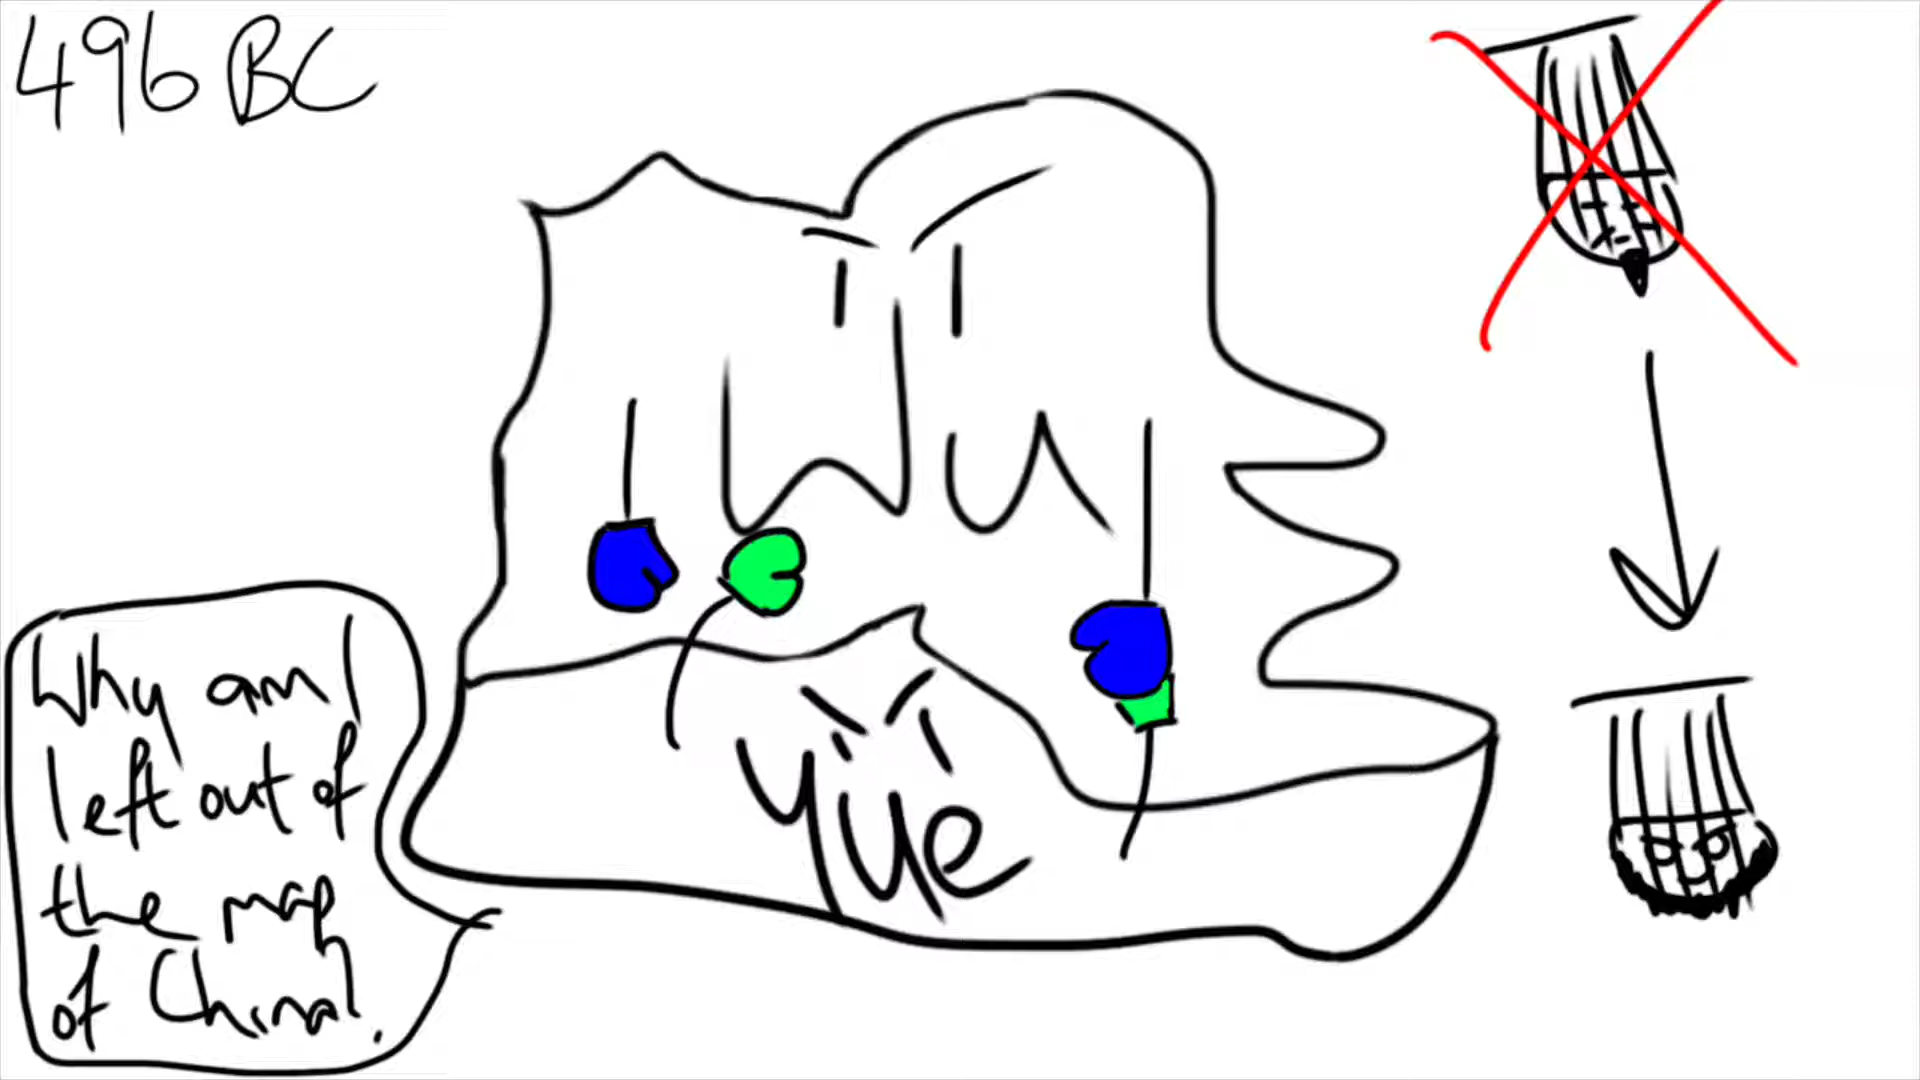 496 BC
Wu
Yue
Why am I
left out of
the map
of China.